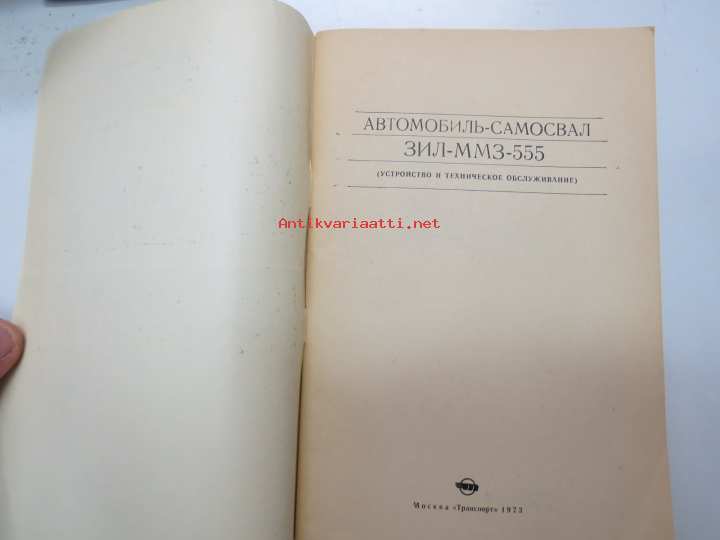 АВТОМОБИЛЬ-САМОСВАЛ
ЗИЛ-ММЗ-555
(УСТРОЙСТВО И ТЕХНИЧЕСКОЕ ОБСЛУЖИВАНИЕ)
Antikvariaatti.net
Москва «Транспорт» 1973